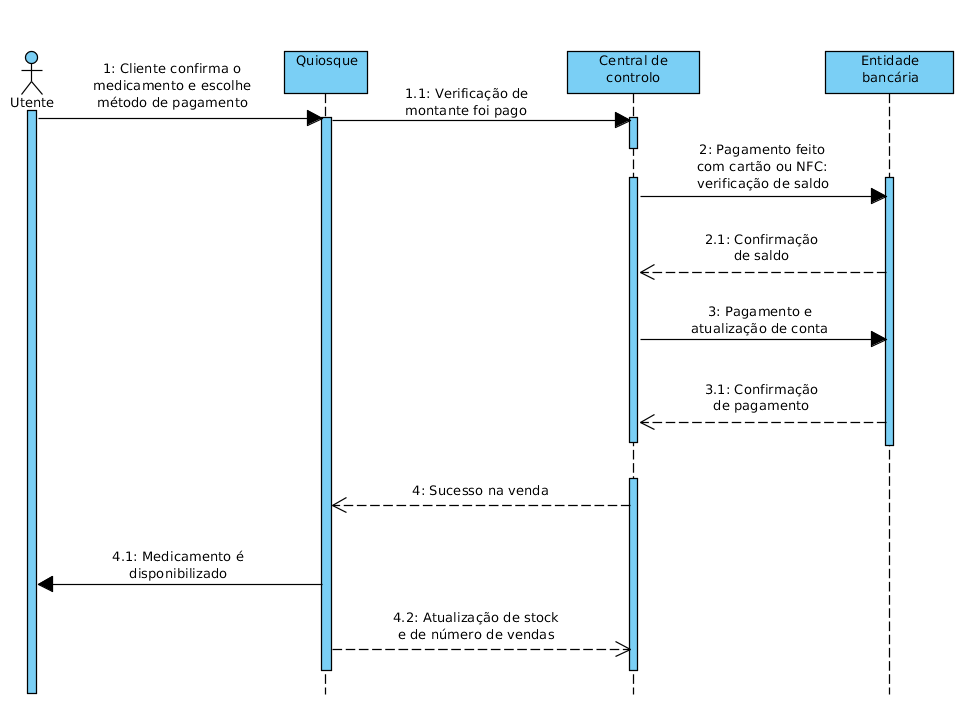 Utente
Quiosque
Central de
controlo
Entidade
bancária
1: Cliente confirma o
medicamento e escolhe
método de pagamento
1.1: Verificação de
montante foi pago
2: Pagamento feito
com cartão ou NFC:
verificação de saldo
2.1: Confirmação
de saldo
3: Pagamento e
atualização de conta
3.1: Confirmação
de pagamento
4: Sucesso na venda
4.1: Medicamento é
disponibilizado
4.2: Atualização de stock
e de número de vendas